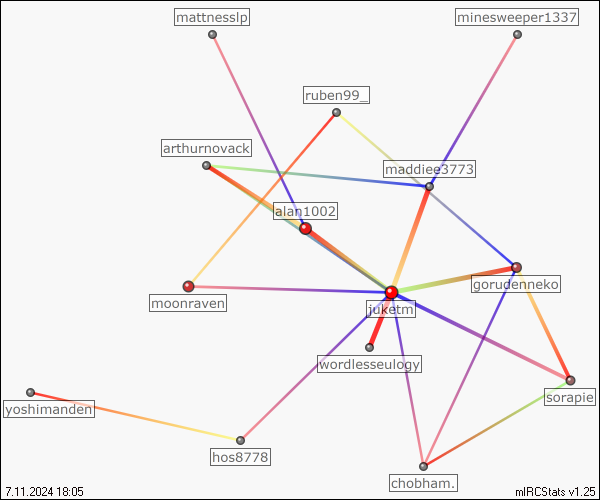 mattnesslp
minesweeper1337
ruben99_
arthurnovack
maddiee3773
alan1002
gorudenneko
moonraven
juketm
wordlesseulogy
sorapie
yoshimanden
hos8778
chobham.
7.11.2024 18:05
mIRCStats v1.25